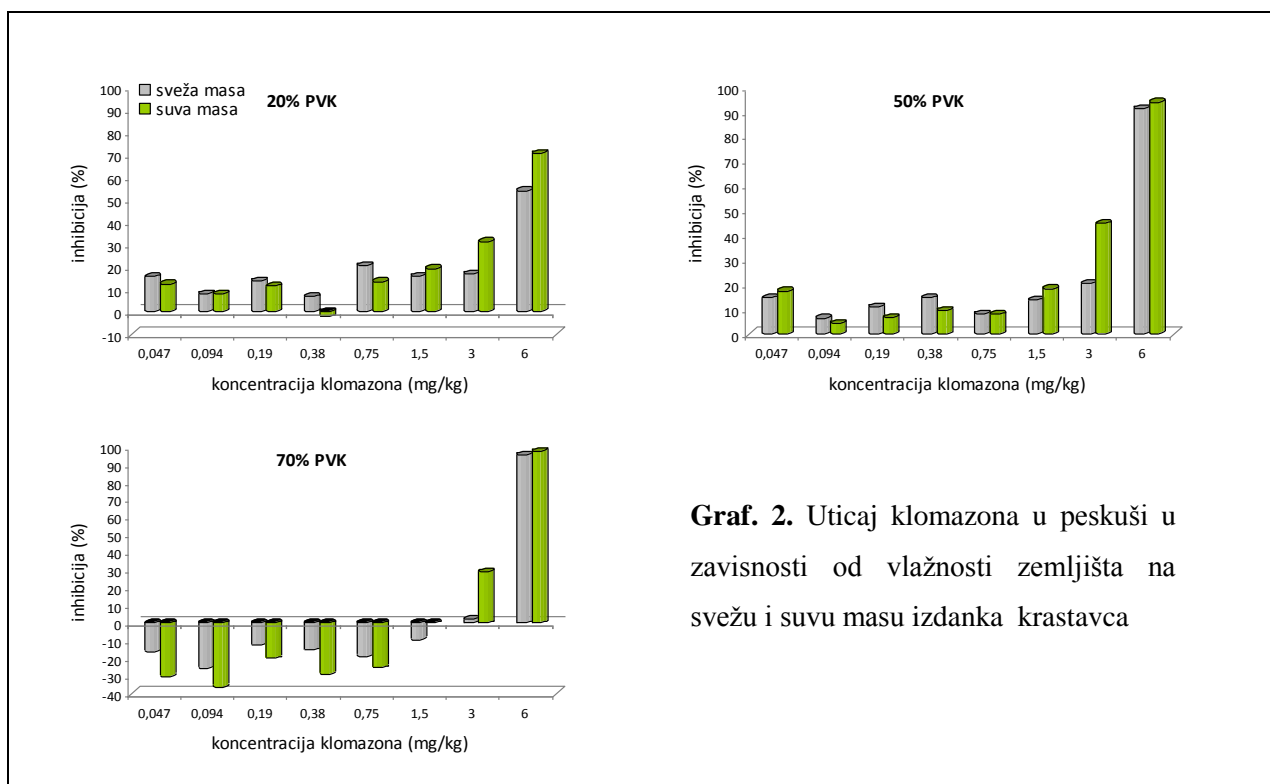 sveža masa
suva masa
20% PVK
100
90
80
70
60
50
40
30
20
10
0
-10
inhibicija (%)
0,047 0,094 0,19 0,38 0,75 1,5 3 6
koncentracija klomazona (mg/kg)
50% PVK
100
90
80
70
60
50
40
30
20
10
0
inhibicija (%)
0,047 0,094 0,19 0,38 0,75 1,5 3 6
koncentracija klomazona (mg/kg)
70% PVK
100
90
80
70
60
50
40
30
20
10
0
-10
-20
-30
-40
inhibicija (%)
0,047 0,094 0,19 0,38 0,75 1,5 3 6
koncentracija klomazona (mg/kg)
Graf. 2. Uticaj klomazona u peskuši u
zavisnosti od vlažnosti zemljišta na
svežu i suvu masu izdanka krastavca